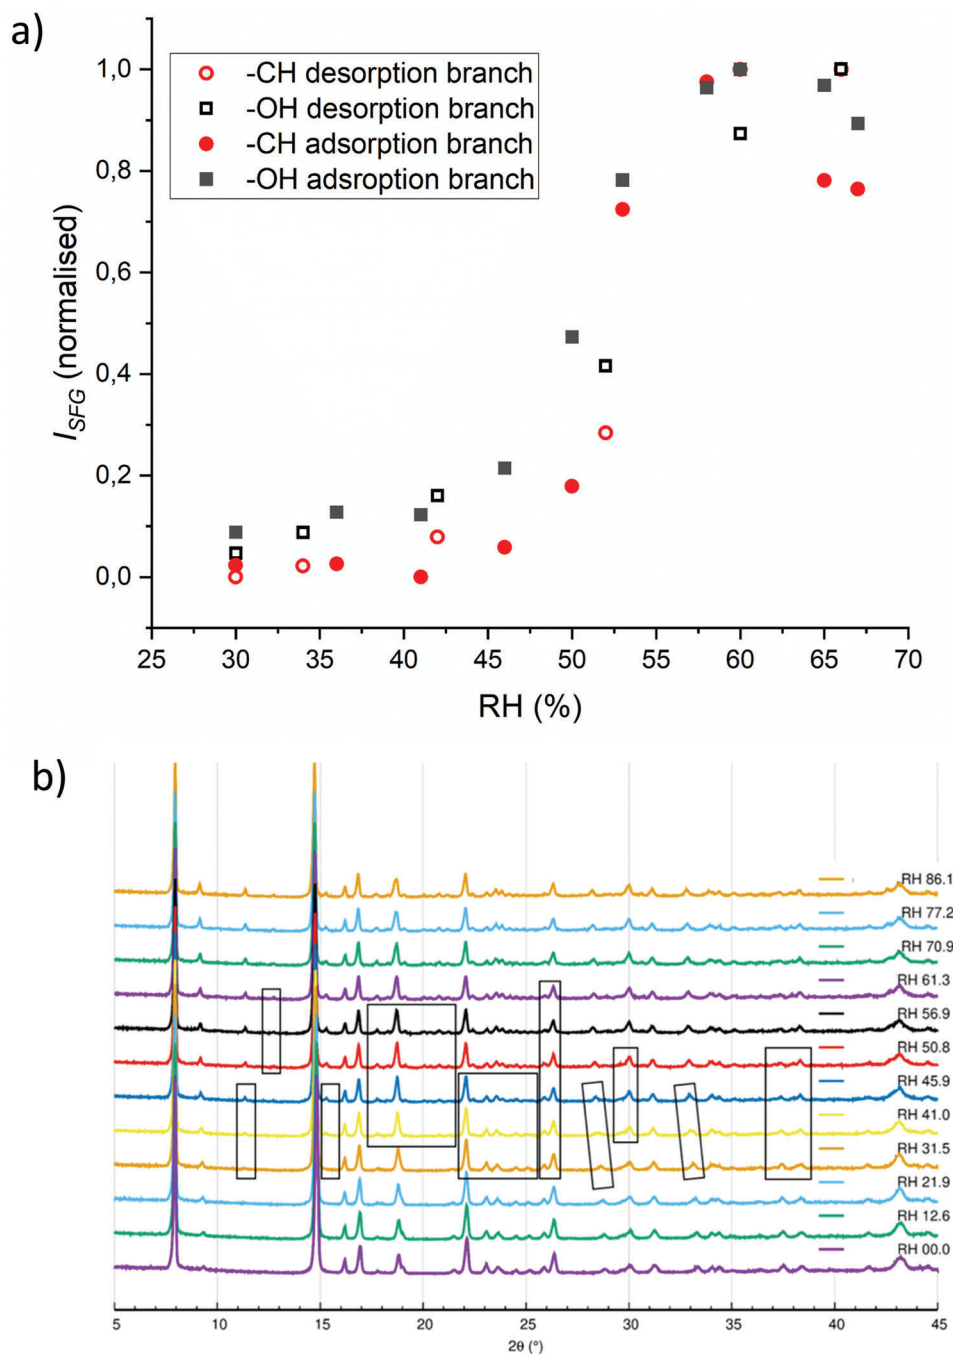 a)
-CH desorption branch
-OH desorption branch
-CH adsorption branch
-OH adsroption branch
1,0
0,8
0,6
0,4
0,2
0,0
I_SFG (normalised)
25 30 35 40 45 50 55 60 65 70
RH (%)
b)
RH 86.1
RH 77.2
RH 70.9
RH 61.3
RH 56.9
RH 50.8
RH 45.9
RH 41.0
RH 31.5
RH 21.9
RH 12.6
RH 00.0
5 10 15 20 25 30 35 40 45
2θ (°)